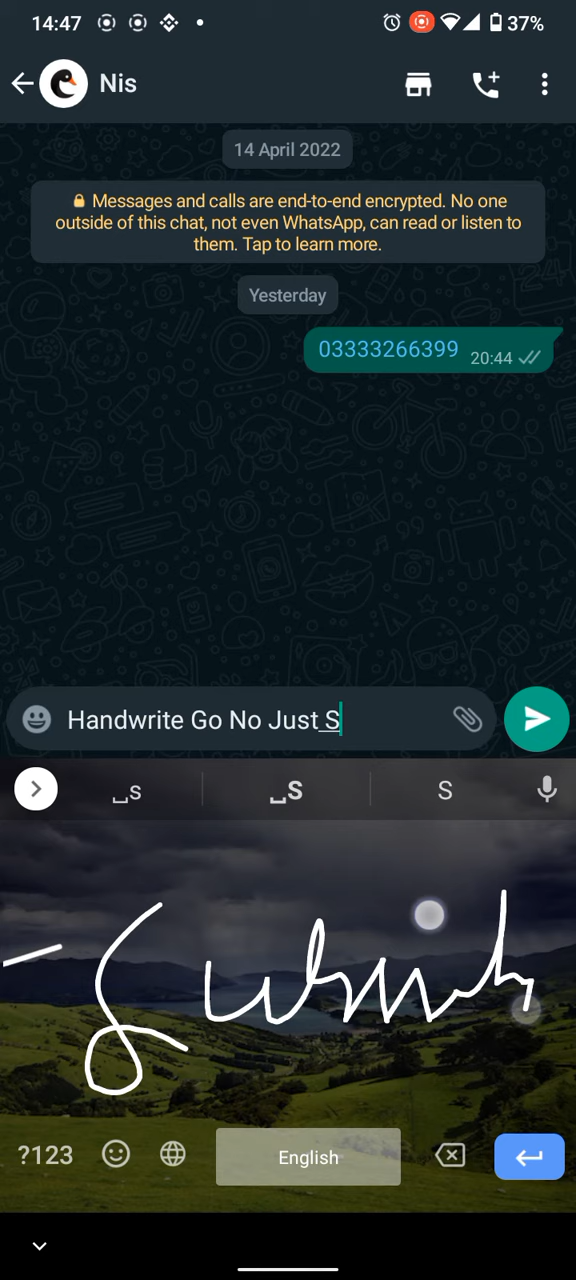 14:47 37%
Nis
14 April 2022
Messages and calls are end-to-end encrypted. No one
outside of this chat, not even WhatsApp, can read or listen to
them. Tap to learn more.
Yesterday
03333266399 20:44
Handwrite Go No Just S
␣s ␣S S
Submit
?123 English